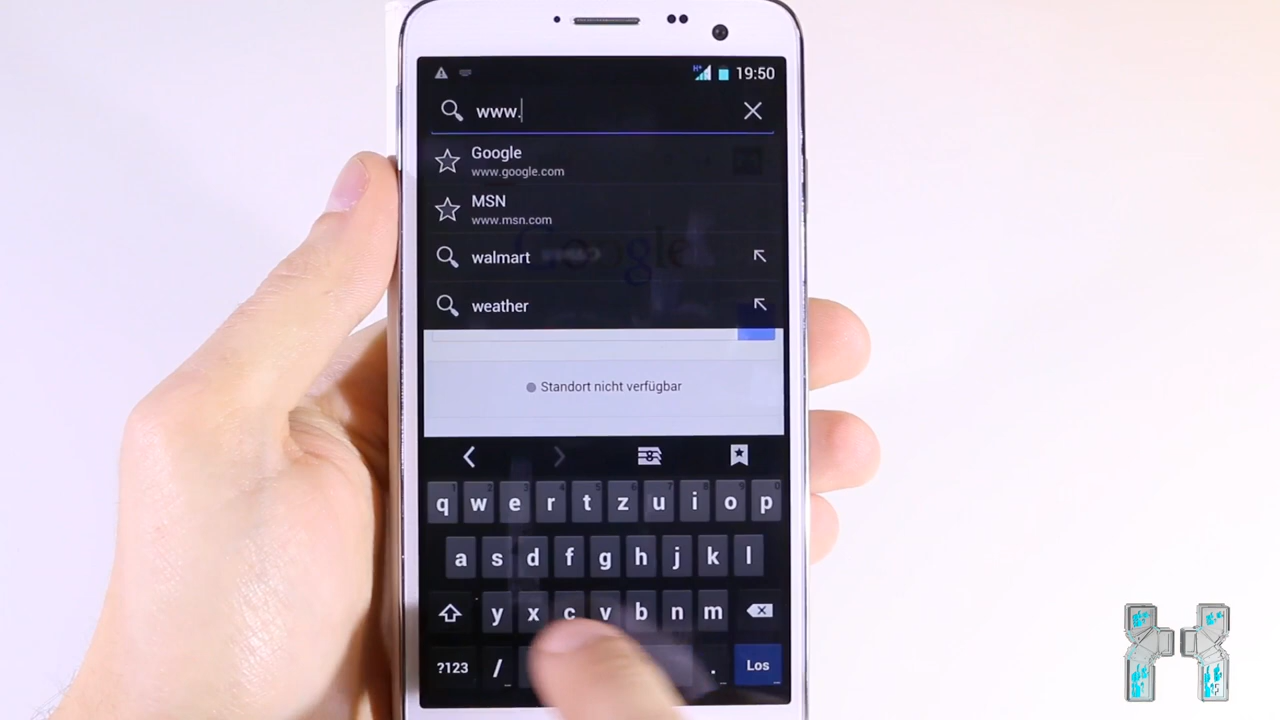 19:50
www.
Google
www.google.com
MSN
www.msn.com
walmart
weather
Standort nicht verfügbar
q w e r t z u i o p
a s d f g h j k l
y x c v b n m
?123 / . Los